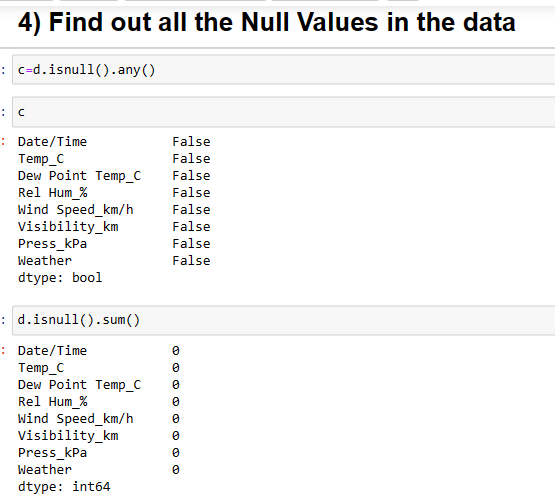 4) Find out all the Null Values in the data
: c=d.isnull().any()
: c
: Date/Time False
Temp_C False
Dew Point Temp_C False
Rel Hum_% False
Wind Speed_km/h False
Visibility_km False
Press_kPa False
Weather False
dtype: bool
: d.isnull().sum()
: Date/Time 0
Temp_C 0
Dew Point Temp_C 0
Rel Hum_% 0
Wind Speed_km/h 0
Visibility_km 0
Press_kPa 0
Weather 0
dtype: int64